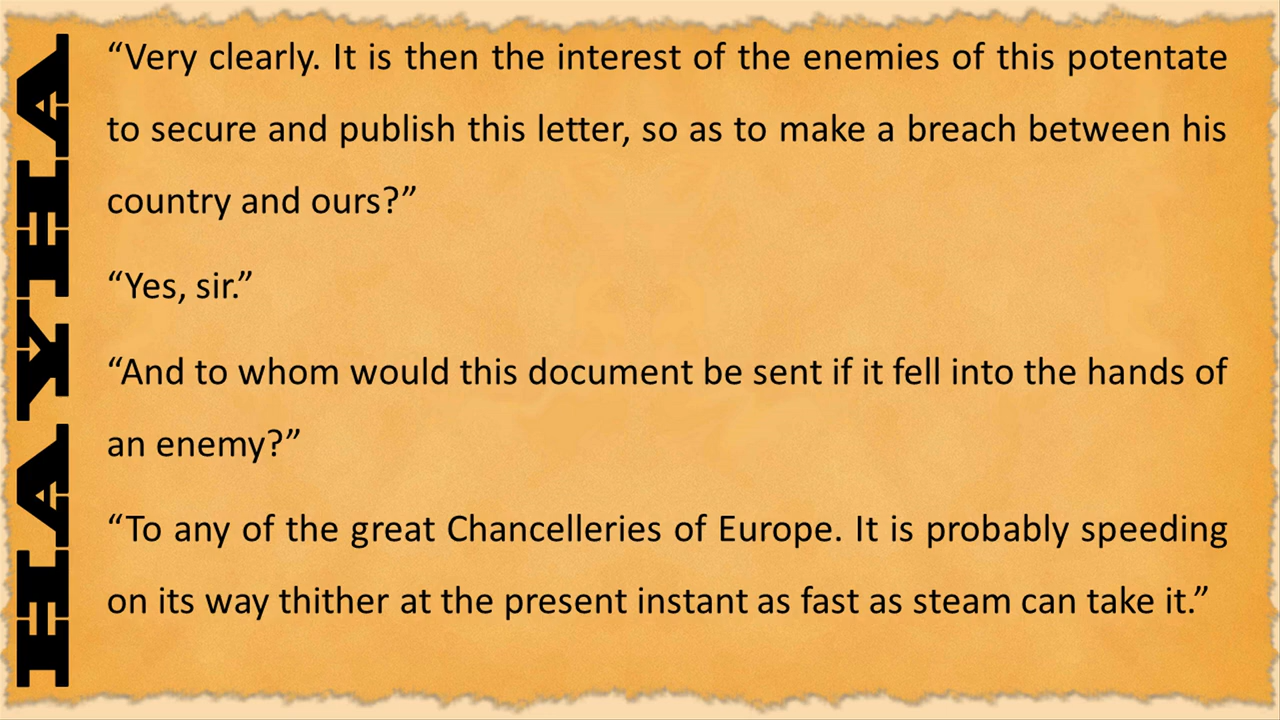 HAYHA
“Very clearly. It is then the interest of the enemies of this potentate
to secure and publish this letter, so as to make a breach between his
country and ours?”
“Yes, sir.”
“And to whom would this document be sent if it fell into the hands of
an enemy?”
“To any of the great Chancelleries of Europe. It is probably speeding
on its way thither at the present instant as fast as steam can take it.”